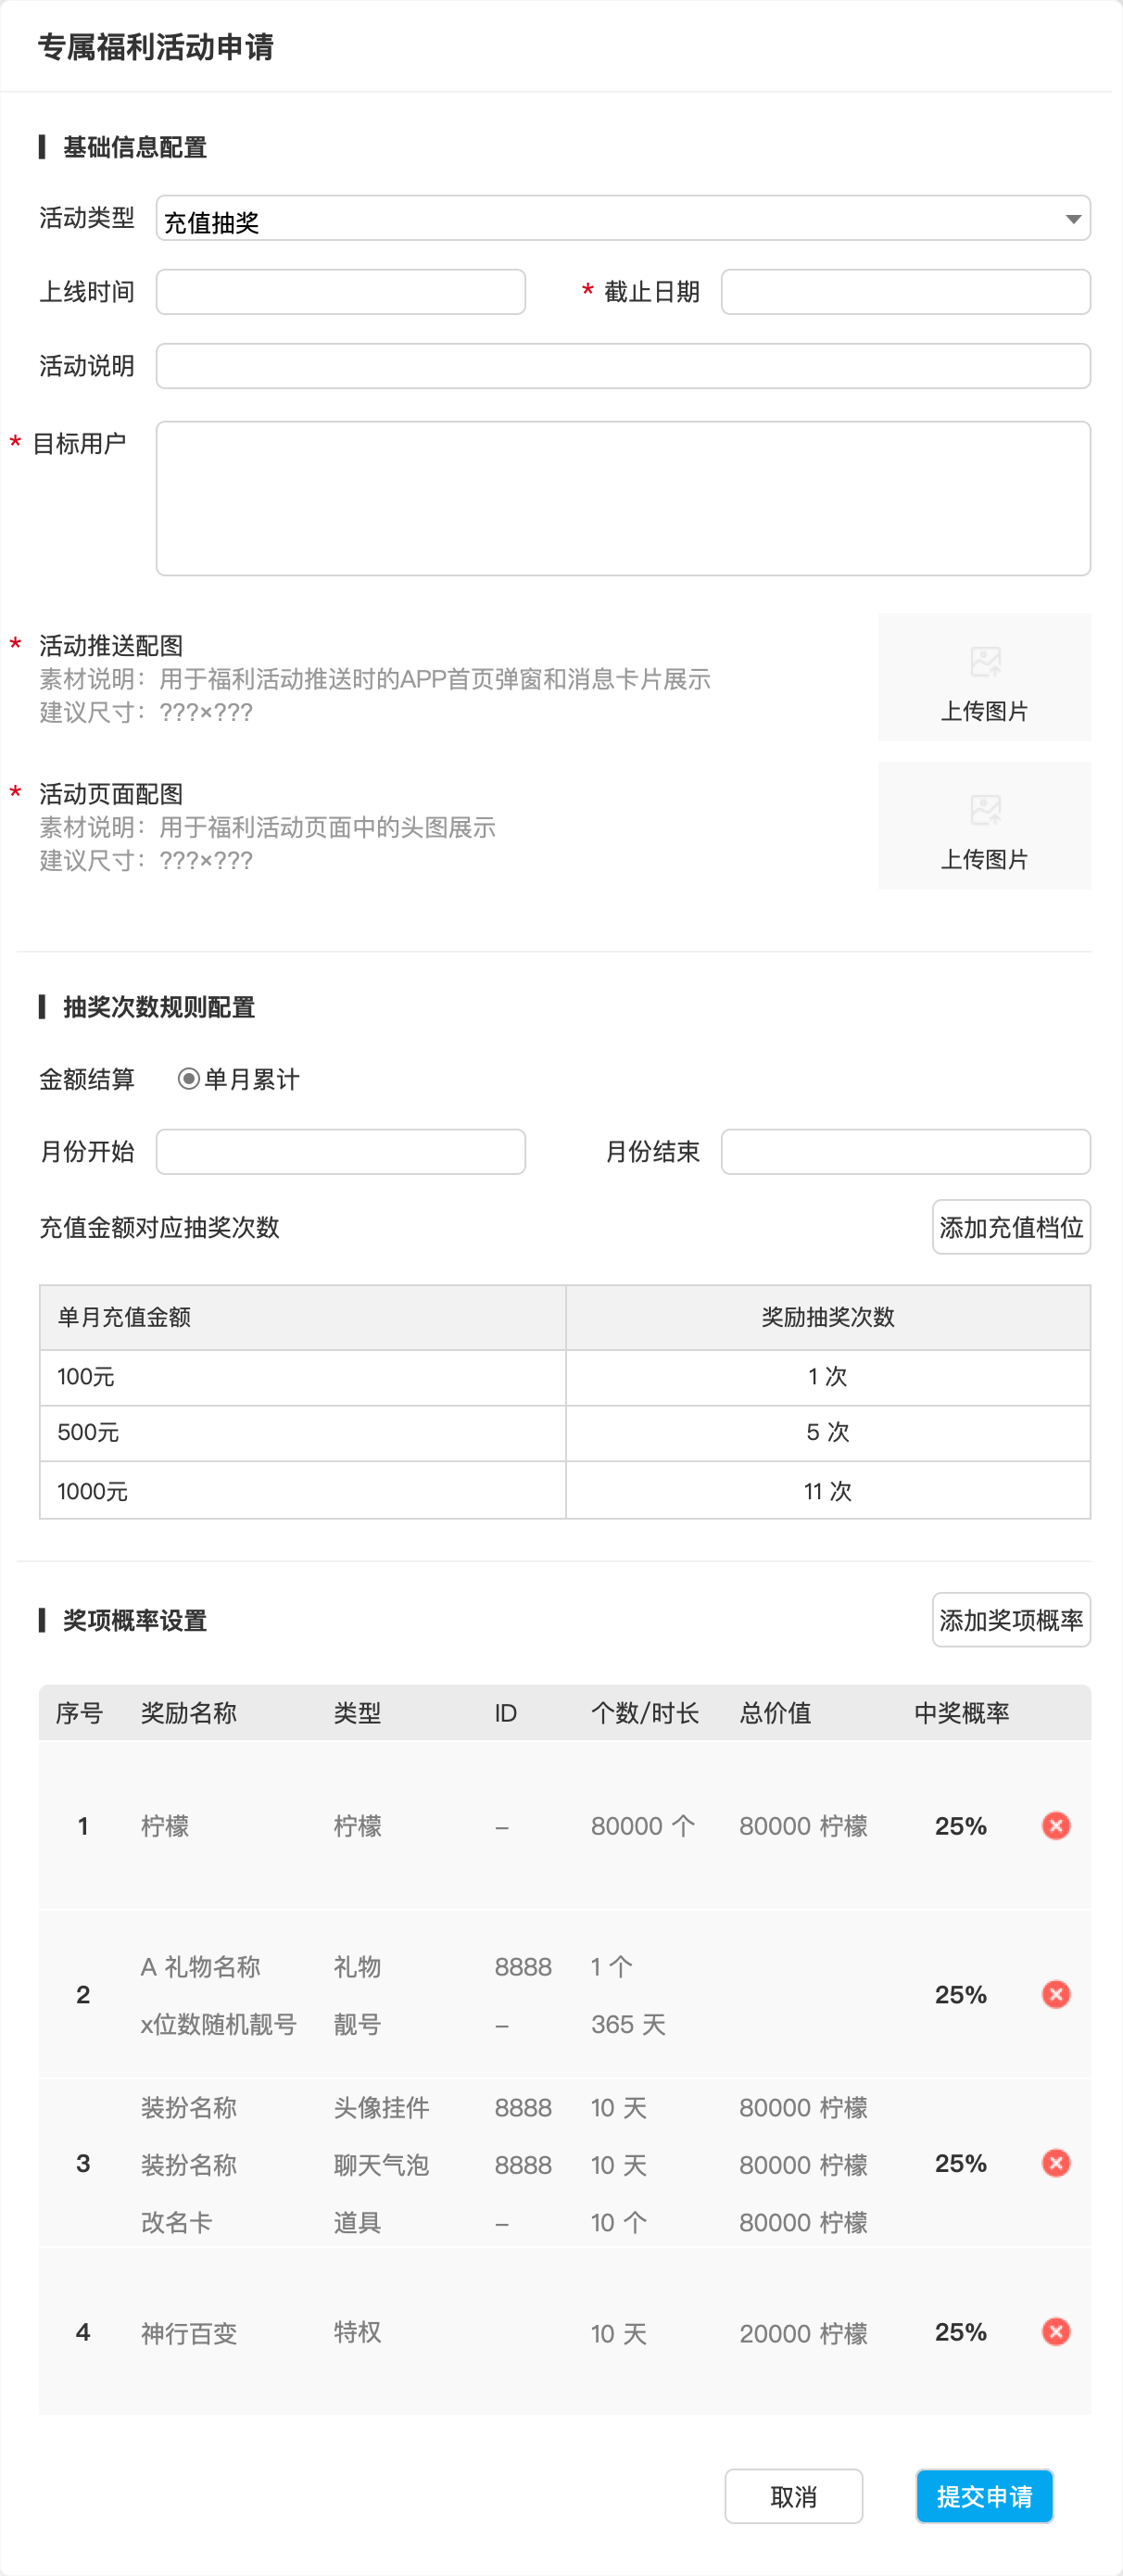 专属福利活动申请
基础信息配置
活动类型 充值抽奖
上线时间 * 截止日期
活动说明
* 目标用户
* 活动推送配图
素材说明：用于福利活动推送时的APP首页弹窗和消息卡片展示
建议尺寸：???×???
上传图片
* 活动页面配图
素材说明：用于福利活动页面中的头图展示
建议尺寸：???×???
上传图片
抽奖次数规则配置
金额结算 单月累计
月份开始 月份结束
充值金额对应抽奖次数 添加充值档位
单月充值金额 奖励抽奖次数
100元 1 次
500元 5 次
1000元 11 次
奖项概率设置 添加奖项概率
序号 奖励名称 类型 ID 个数/时长 总价值 中奖概率
1 柠檬 柠檬 – 80000 个 80000 柠檬 25%
A 礼物名称 礼物 8888 1 个
2 25%
x位数随机靓号 靓号 – 365 天
装扮名称 头像挂件 8888 10 天 80000 柠檬
3 装扮名称 聊天气泡 8888 10 天 80000 柠檬 25%
改名卡 道具 – 10 个 80000 柠檬
4 神行百变 特权 10 天 20000 柠檬 25%
取消 提交申请